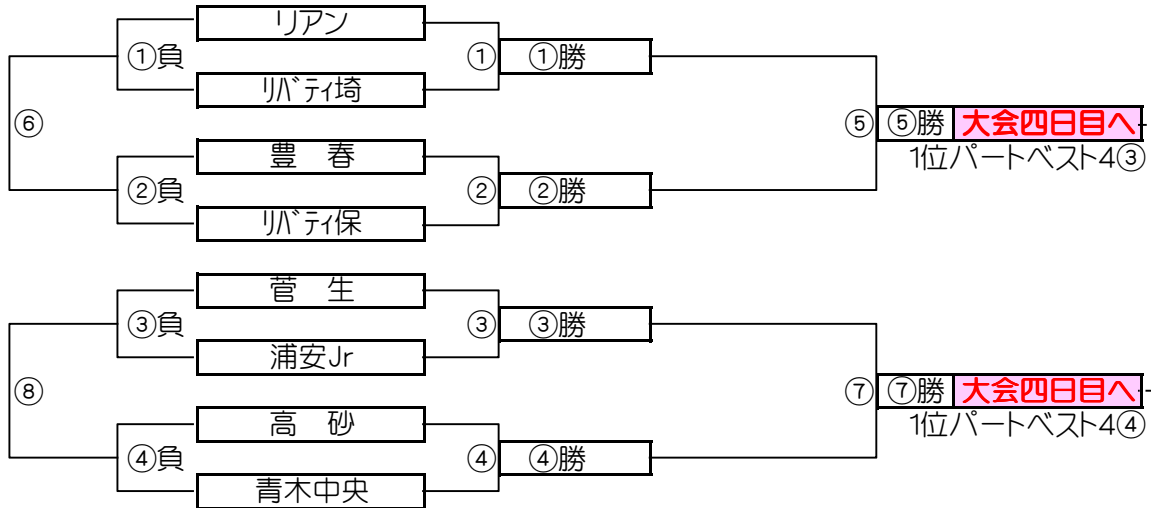 リアン
①負
①
①勝
リバティ埼
⑥
⑤
⑤勝 大会四日目へ
1位パートベスト4③
豊　春
②負
②
②勝
リバティ保
菅　生
③負
③
③勝
浦安Jr
⑧
⑦
⑦勝 大会四日目へ
1位パートベスト4④
高　砂
④負
④
④勝
青木中央